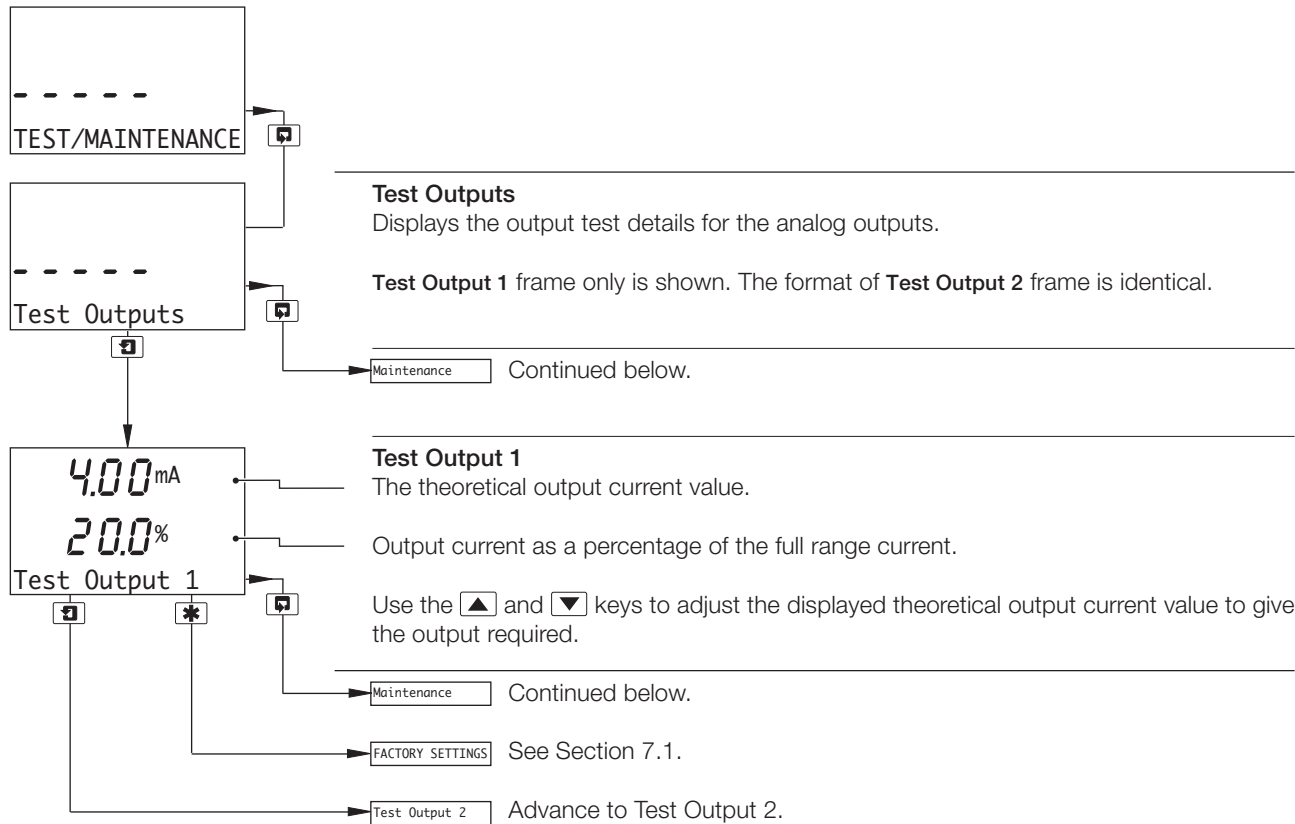 - - - - -
TEST/MAINTENANCE
- - - - -
Test Outputs
Test Outputs
Displays the output test details for the analog outputs.
Test Output 1 frame only is shown. The format of Test Output 2 frame is identical.
Maintenance Continued below.
4.00 mA
20.0 %
Test Output 1
Test Output 1
The theoretical output current value.
Output current as a percentage of the full range current.
Use the ▲ and ▼ keys to adjust the displayed theoretical output current value to give
the output required.
Maintenance Continued below.
FACTORY SETTINGS See Section 7.1.
Test Output 2 Advance to Test Output 2.